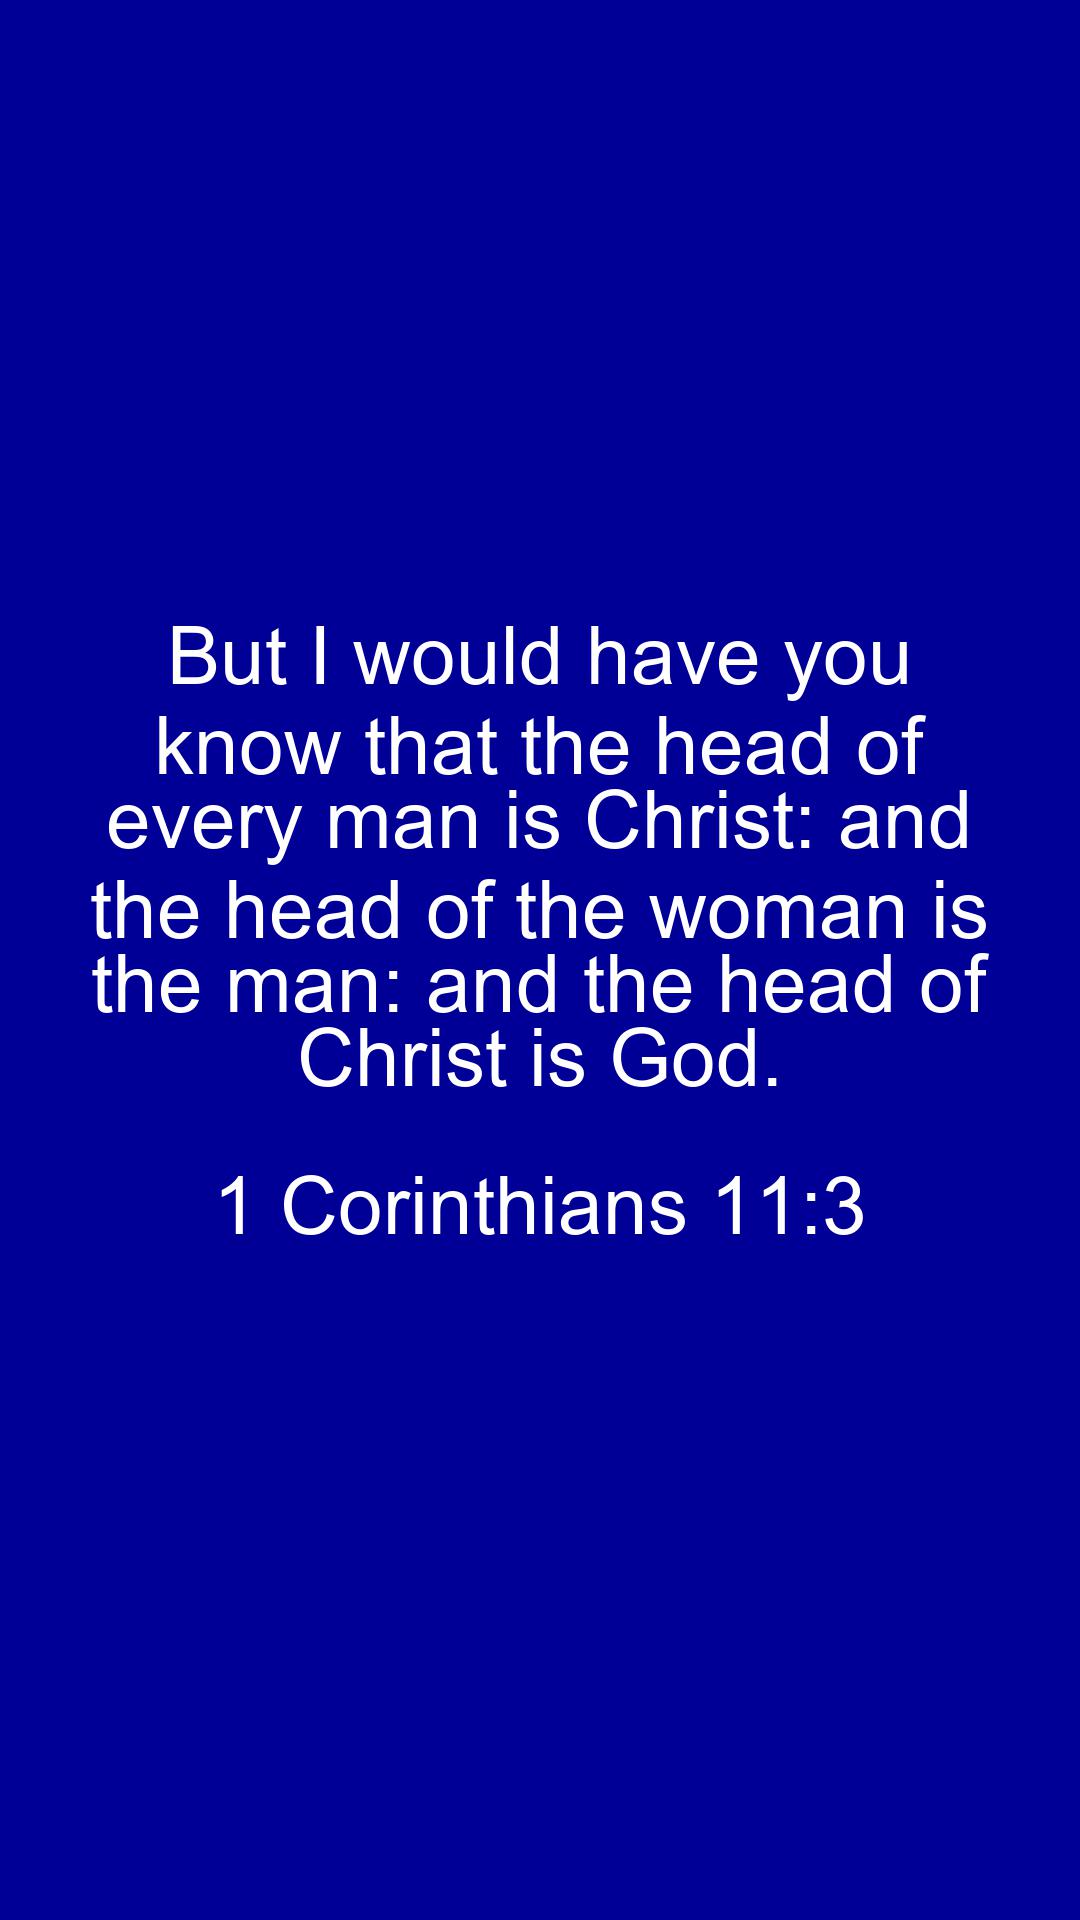 But I would have you
know that the head of
every man is Christ: and
the head of the woman is
the man: and the head of
Christ is God.
1 Corinthians 11:3